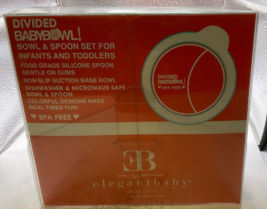 DIVIDED
BABYBOWL!
BOWL & SPOON SET FOR
INFANTS AND TODDLERS
FOOD GRADE SILICONE SPOON
GENTLE ON GUMS
NON-SLIP SUCTION BASE BOWL
DISHWASHER & MICROWAVE SAFE
BOWL & SPOON
COLORFUL DESIGNS MAKE
MEAL TIMES FUN!
♥ BPA FREE ♥
DIVIDED
BABYBOWL!
♥ BPA FREE ♥
EB
elegantbaby